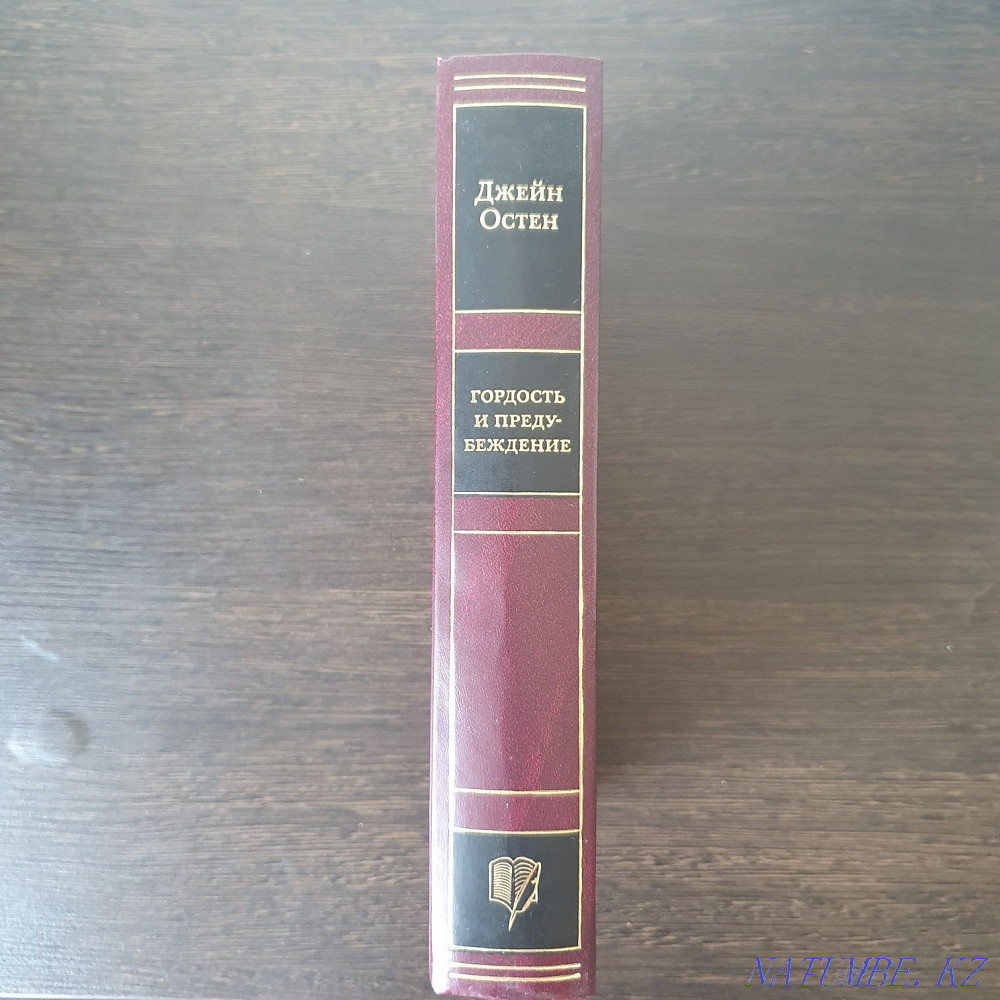 Джейн
Остен
ГОРДОСТЬ
И ПРЕДУ-
БЕЖДЕНИЕ
NATUMBE. KZ